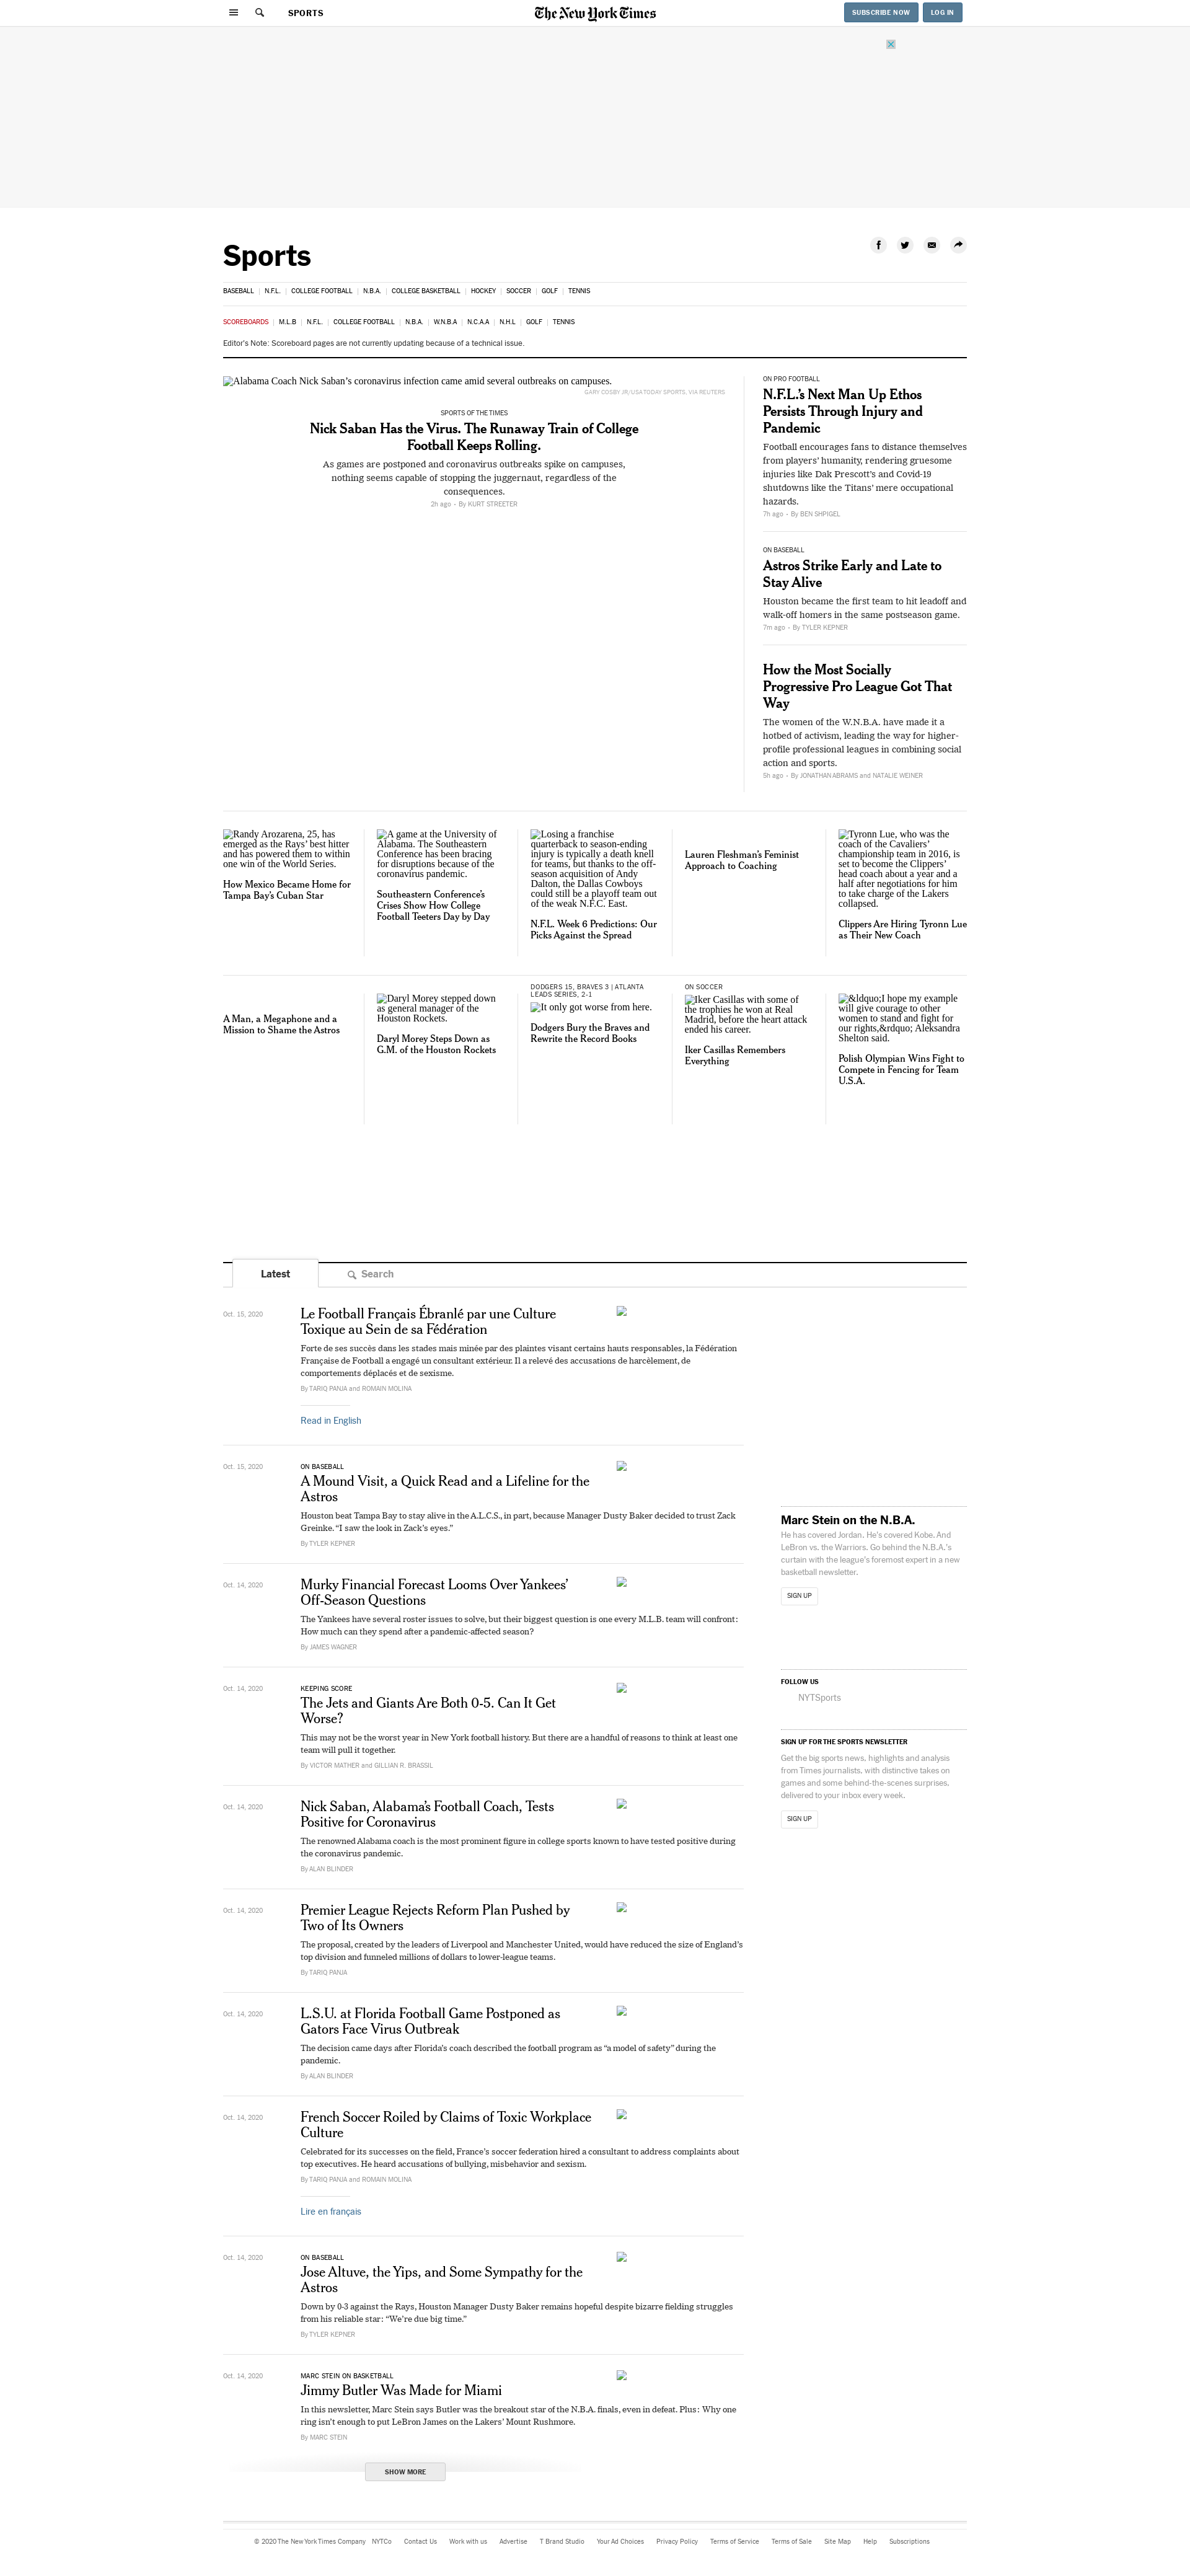 SPORTS
The New York Times
SUBSCRIBE NOW
LOG IN
Sports
BASEBALL | N.F.L. | COLLEGE FOOTBALL | N.B.A. | COLLEGE BASKETBALL | HOCKEY | SOCCER | GOLF | TENNIS
SCOREBOARDS | M.L.B | N.F.L. | COLLEGE FOOTBALL | N.B.A. | W.N.B.A | N.C.A.A | N.H.L | GOLF | TENNIS
Editor's Note: Scoreboard pages are not currently updating because of a technical issue.
Alabama Coach Nick Saban’s coronavirus infection came amid several outbreaks on campuses.
GARY COSBY JR/USA TODAY SPORTS, VIA REUTERS
SPORTS OF THE TIMES
Nick Saban Has the Virus. The Runaway Train of College
Football Keeps Rolling.
As games are postponed and coronavirus outbreaks spike on campuses,
nothing seems capable of stopping the juggernaut, regardless of the
consequences.
2h ago • By KURT STREETER
ON PRO FOOTBALL
N.F.L.’s Next Man Up Ethos
Persists Through Injury and
Pandemic
Football encourages fans to distance themselves
from players’ humanity, rendering gruesome
injuries like Dak Prescott’s and Covid-19
shutdowns like the Titans’ mere occupational
hazards.
7h ago • By BEN SHPIGEL
ON BASEBALL
Astros Strike Early and Late to
Stay Alive
Houston became the first team to hit leadoff and
walk-off homers in the same postseason game.
7m ago • By TYLER KEPNER
How the Most Socially
Progressive Pro League Got That
Way
The women of the W.N.B.A. have made it a
hotbed of activism, leading the way for higher-
profile professional leagues in combining social
action and sports.
5h ago • By JONATHAN ABRAMS and NATALIE WEINER
Randy Arozarena, 25, has
emerged as the Rays’ best hitter
and has powered them to within
one win of the World Series.
How Mexico Became Home for
Tampa Bay’s Cuban Star
A game at the University of
Alabama. The Southeastern
Conference has been bracing
for disruptions because of the
coronavirus pandemic.
Southeastern Conference’s
Crises Show How College
Football Teeters Day by Day
Losing a franchise
quarterback to season-ending
injury is typically a death knell
for teams, but thanks to the off-
season acquisition of Andy
Dalton, the Dallas Cowboys
could still be a playoff team out
of the weak N.F.C. East.
N.F.L. Week 6 Predictions: Our
Picks Against the Spread
Lauren Fleshman’s Feminist
Approach to Coaching
Tyronn Lue, who was the
coach of the Cavaliers’
championship team in 2016, is
set to become the Clippers’
head coach about a year and a
half after negotiations for him
to take charge of the Lakers
collapsed.
Clippers Are Hiring Tyronn Lue
as Their New Coach
A Man, a Megaphone and a
Mission to Shame the Astros
Daryl Morey stepped down
as general manager of the
Houston Rockets.
Daryl Morey Steps Down as
G.M. of the Houston Rockets
DODGERS 15, BRAVES 3 | ATLANTA
LEADS SERIES, 2-1
It only got worse from here.
Dodgers Bury the Braves and
Rewrite the Record Books
ON SOCCER
Iker Casillas with some of
the trophies he won at Real
Madrid, before the heart attack
ended his career.
Iker Casillas Remembers
Everything
&ldquo;I hope my example
will give courage to other
women to stand and fight for
our rights,&rdquo; Aleksandra
Shelton said.
Polish Olympian Wins Fight to
Compete in Fencing for Team
U.S.A.
Latest
Search
Oct. 15, 2020
Le Football Français Ébranlé par une Culture
Toxique au Sein de sa Fédération
Forte de ses succès dans les stades mais minée par des plaintes visant certains hauts responsables, la Fédération
Française de Football a engagé un consultant extérieur. Il a relevé des accusations de harcèlement, de
comportements déplacés et de sexisme.
By TARIQ PANJA and ROMAIN MOLINA
Read in English
Oct. 15, 2020
ON BASEBALL
A Mound Visit, a Quick Read and a Lifeline for the
Astros
Houston beat Tampa Bay to stay alive in the A.L.C.S., in part, because Manager Dusty Baker decided to trust Zack
Greinke. “I saw the look in Zack’s eyes.”
By TYLER KEPNER
Oct. 14, 2020
Murky Financial Forecast Looms Over Yankees’
Off-Season Questions
The Yankees have several roster issues to solve, but their biggest question is one every M.L.B. team will confront:
How much can they spend after a pandemic-affected season?
By JAMES WAGNER
Oct. 14, 2020
KEEPING SCORE
The Jets and Giants Are Both 0-5. Can It Get
Worse?
This may not be the worst year in New York football history. But there are a handful of reasons to think at least one
team will pull it together.
By VICTOR MATHER and GILLIAN R. BRASSIL
Oct. 14, 2020
Nick Saban, Alabama’s Football Coach, Tests
Positive for Coronavirus
The renowned Alabama coach is the most prominent figure in college sports known to have tested positive during
the coronavirus pandemic.
By ALAN BLINDER
Oct. 14, 2020
Premier League Rejects Reform Plan Pushed by
Two of Its Owners
The proposal, created by the leaders of Liverpool and Manchester United, would have reduced the size of England’s
top division and funneled millions of dollars to lower-league teams.
By TARIQ PANJA
Oct. 14, 2020
L.S.U. at Florida Football Game Postponed as
Gators Face Virus Outbreak
The decision came days after Florida’s coach described the football program as “a model of safety” during the
pandemic.
By ALAN BLINDER
Oct. 14, 2020
French Soccer Roiled by Claims of Toxic Workplace
Culture
Celebrated for its successes on the field, France’s soccer federation hired a consultant to address complaints about
top executives. He heard accusations of bullying, misbehavior and sexism.
By TARIQ PANJA and ROMAIN MOLINA
Lire en français
Oct. 14, 2020
ON BASEBALL
Jose Altuve, the Yips, and Some Sympathy for the
Astros
Down by 0-3 against the Rays, Houston Manager Dusty Baker remains hopeful despite bizarre fielding struggles
from his reliable star: “We’re due big time.”
By TYLER KEPNER
Oct. 14, 2020
MARC STEIN ON BASKETBALL
Jimmy Butler Was Made for Miami
In this newsletter, Marc Stein says Butler was the breakout star of the N.B.A. finals, even in defeat. Plus: Why one
ring isn’t enough to put LeBron James on the Lakers’ Mount Rushmore.
By MARC STEIN
SHOW MORE
Marc Stein on the N.B.A.
He has covered Jordan. He’s covered Kobe. And
LeBron vs. the Warriors. Go behind the N.B.A.’s
curtain with the league’s foremost expert in a new
basketball newsletter.
SIGN UP
FOLLOW US
NYTSports
SIGN UP FOR THE SPORTS NEWSLETTER
Get the big sports news, highlights and analysis
from Times journalists, with distinctive takes on
games and some behind-the-scenes surprises,
delivered to your inbox every week.
SIGN UP
© 2020 The New York Times Company NYTCo Contact Us Work with us Advertise T Brand Studio Your Ad Choices Privacy Policy Terms of Service Terms of Sale Site Map Help Subscriptions